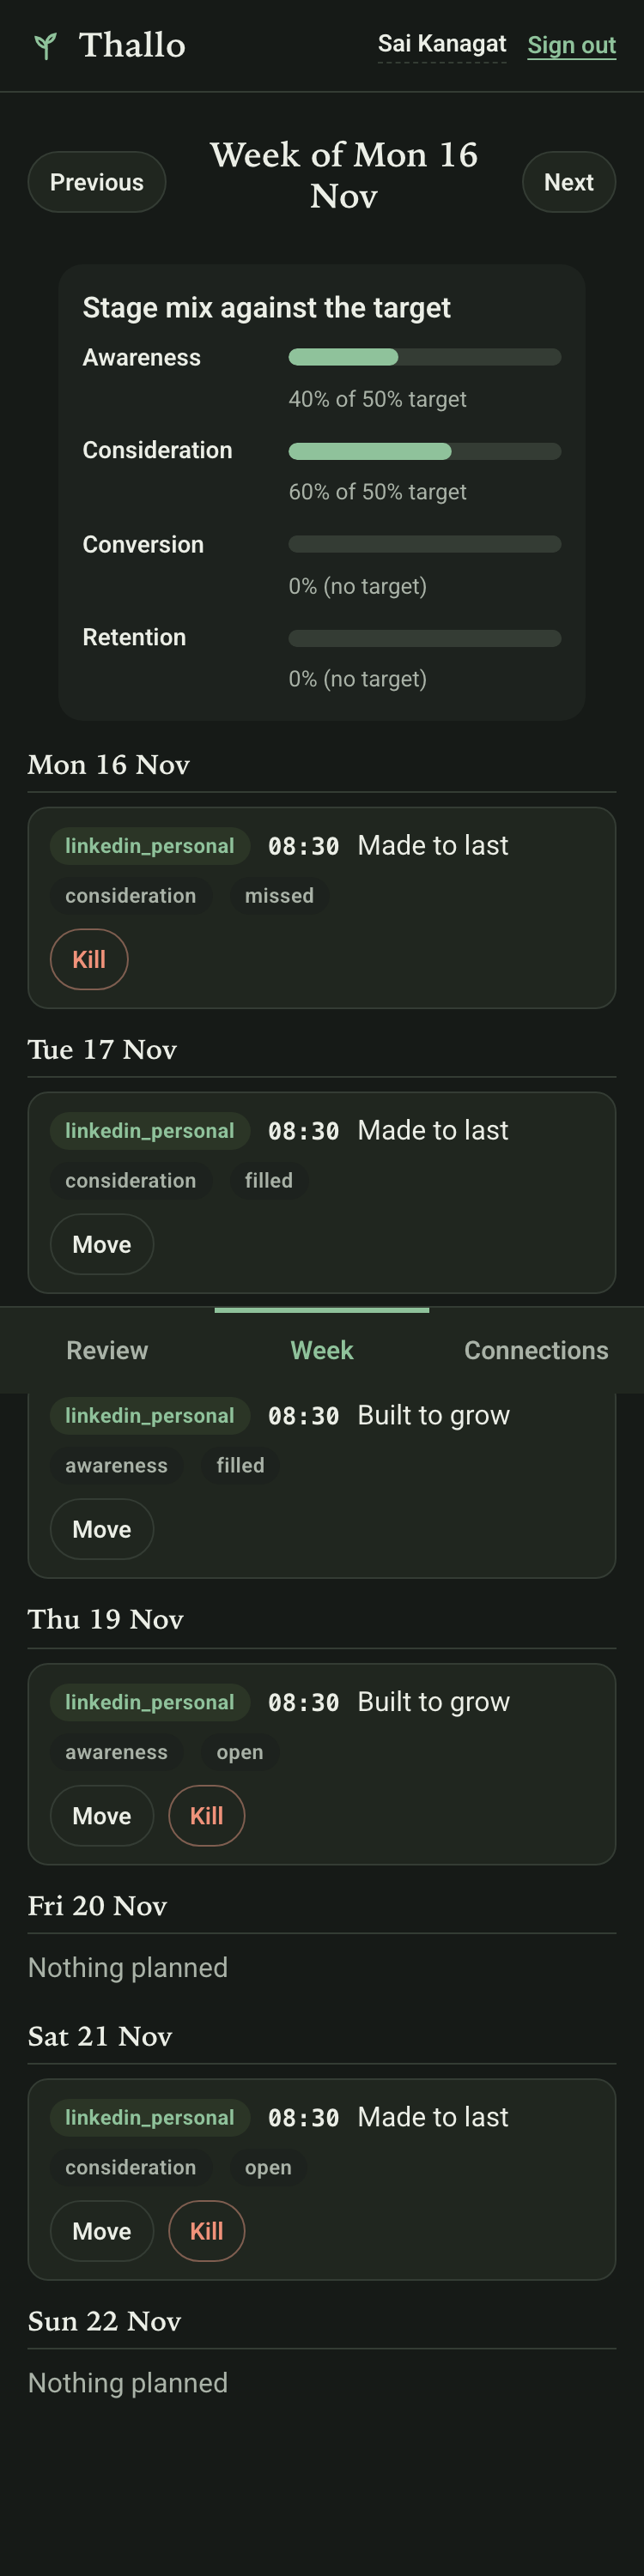 Thallo
Sai Kanagat
Sign out
Previous
Week of Mon 16
Nov
Next
Stage mix against the target
Awareness
40% of 50% target
Consideration
60% of 50% target
Conversion
0% (no target)
Retention
0% (no target)
Mon 16 Nov
linkedin_personal 08:30 Made to last
consideration missed
Kill
Tue 17 Nov
linkedin_personal 08:30 Made to last
consideration filled
Move
Review Week Connections
linkedin_personal 08:30 Built to grow
awareness filled
Move
Thu 19 Nov
linkedin_personal 08:30 Built to grow
awareness open
Move Kill
Fri 20 Nov
Nothing planned
Sat 21 Nov
linkedin_personal 08:30 Made to last
consideration open
Move Kill
Sun 22 Nov
Nothing planned